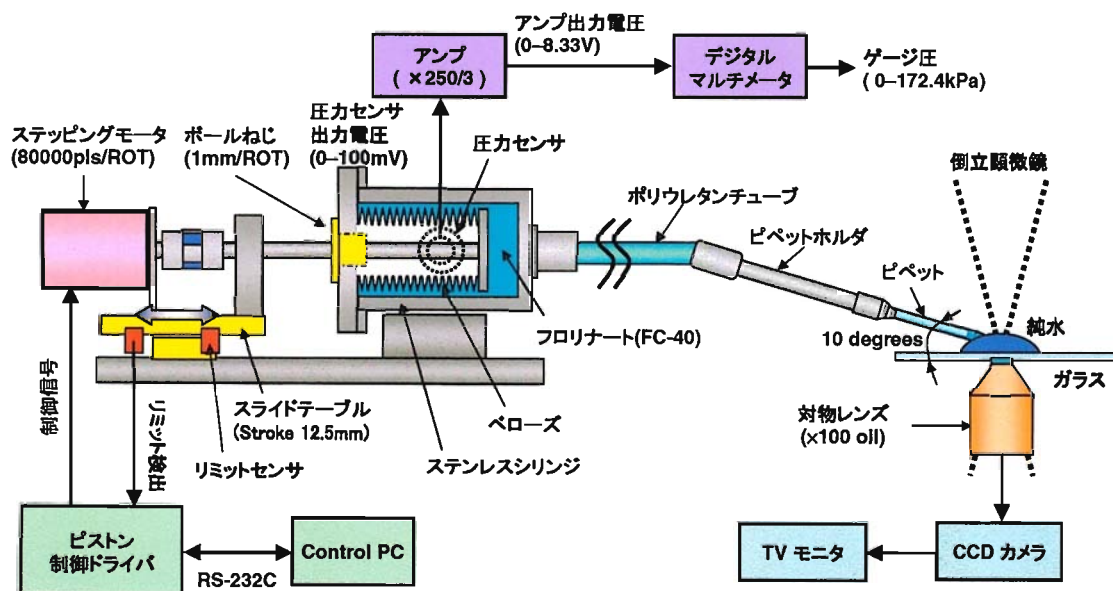 アンプ
( ×250/3)
アンプ出力電圧
(0–8.33V)
デジタル
マルチメータ
ゲージ圧
( 0–172.4kPa)
ステッピングモータ
(80000pls/ROT)
ボールねじ
(1mm/ROT)
圧力センサ
出力電圧
(0–100mV)
圧力センサ
ポリウレタンチューブ
倒立顕微鏡
ピペットホルダ
ピペット
純水
10 degrees
フロリナート(FC-40)
ガラス
制御信号
リミット検出
スライドテーブル
(Stroke 12.5mm)
リミットセンサ
ベローズ
ステンレスシリンジ
対物レンズ
(×100 oil)
ピストン
制御ドライバ
RS-232C
Control PC
TV モニタ
CCD カメラ